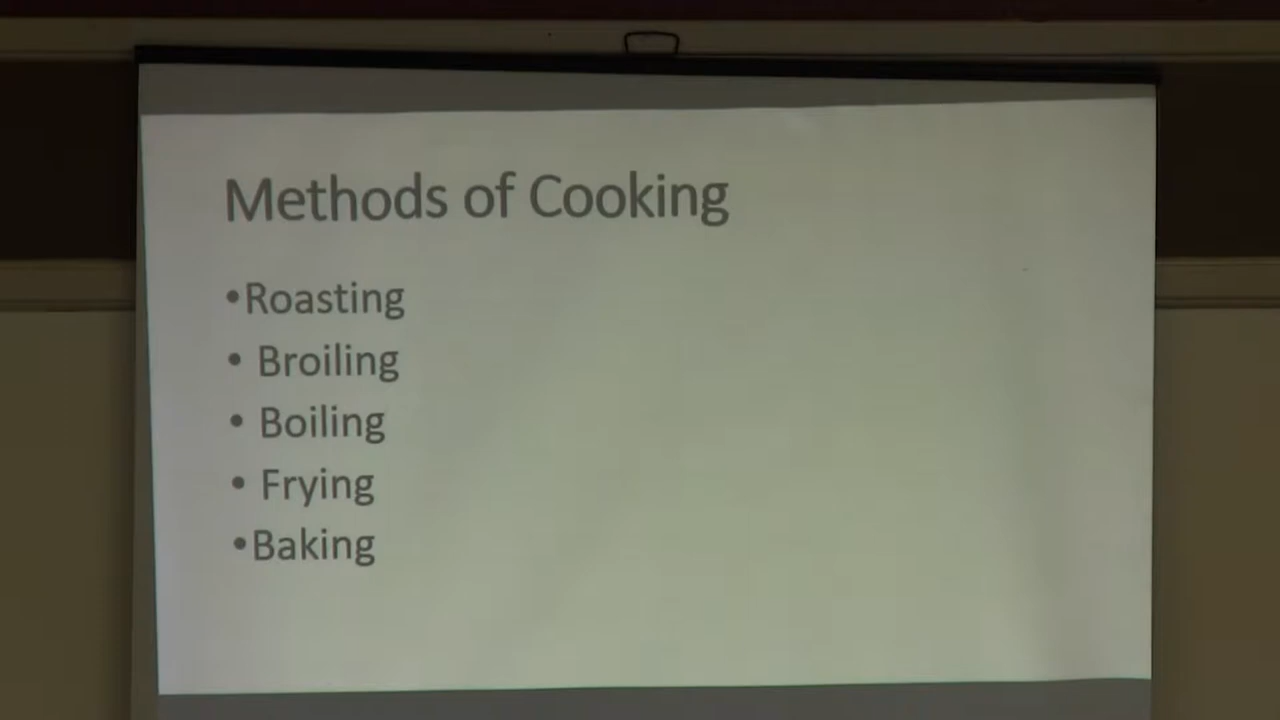 Methods of Cooking
•Roasting
• Broiling
• Boiling
• Frying
•Baking